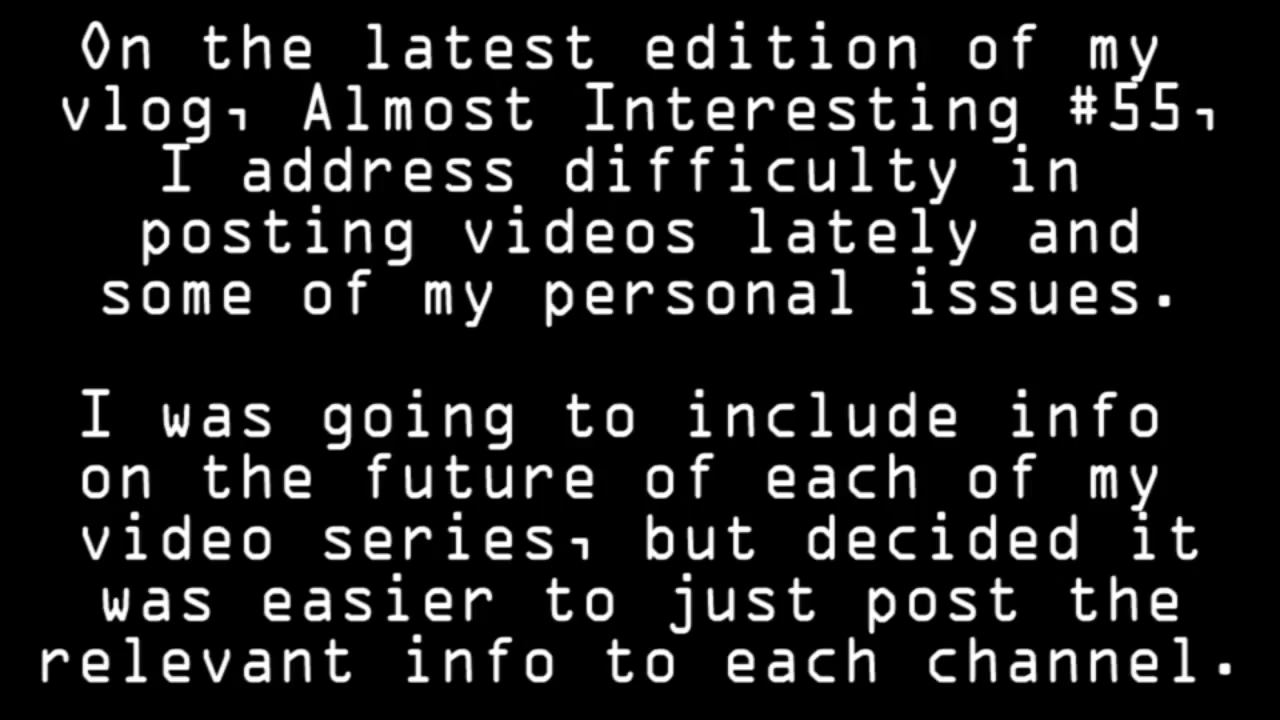 On the latest edition of my
vlog, Almost Interesting #55,
I address difficulty in
posting videos lately and
some of my personal issues.
I was going to include info
on the future of each of my
video series, but decided it
was easier to just post the
relevant info to each channel.